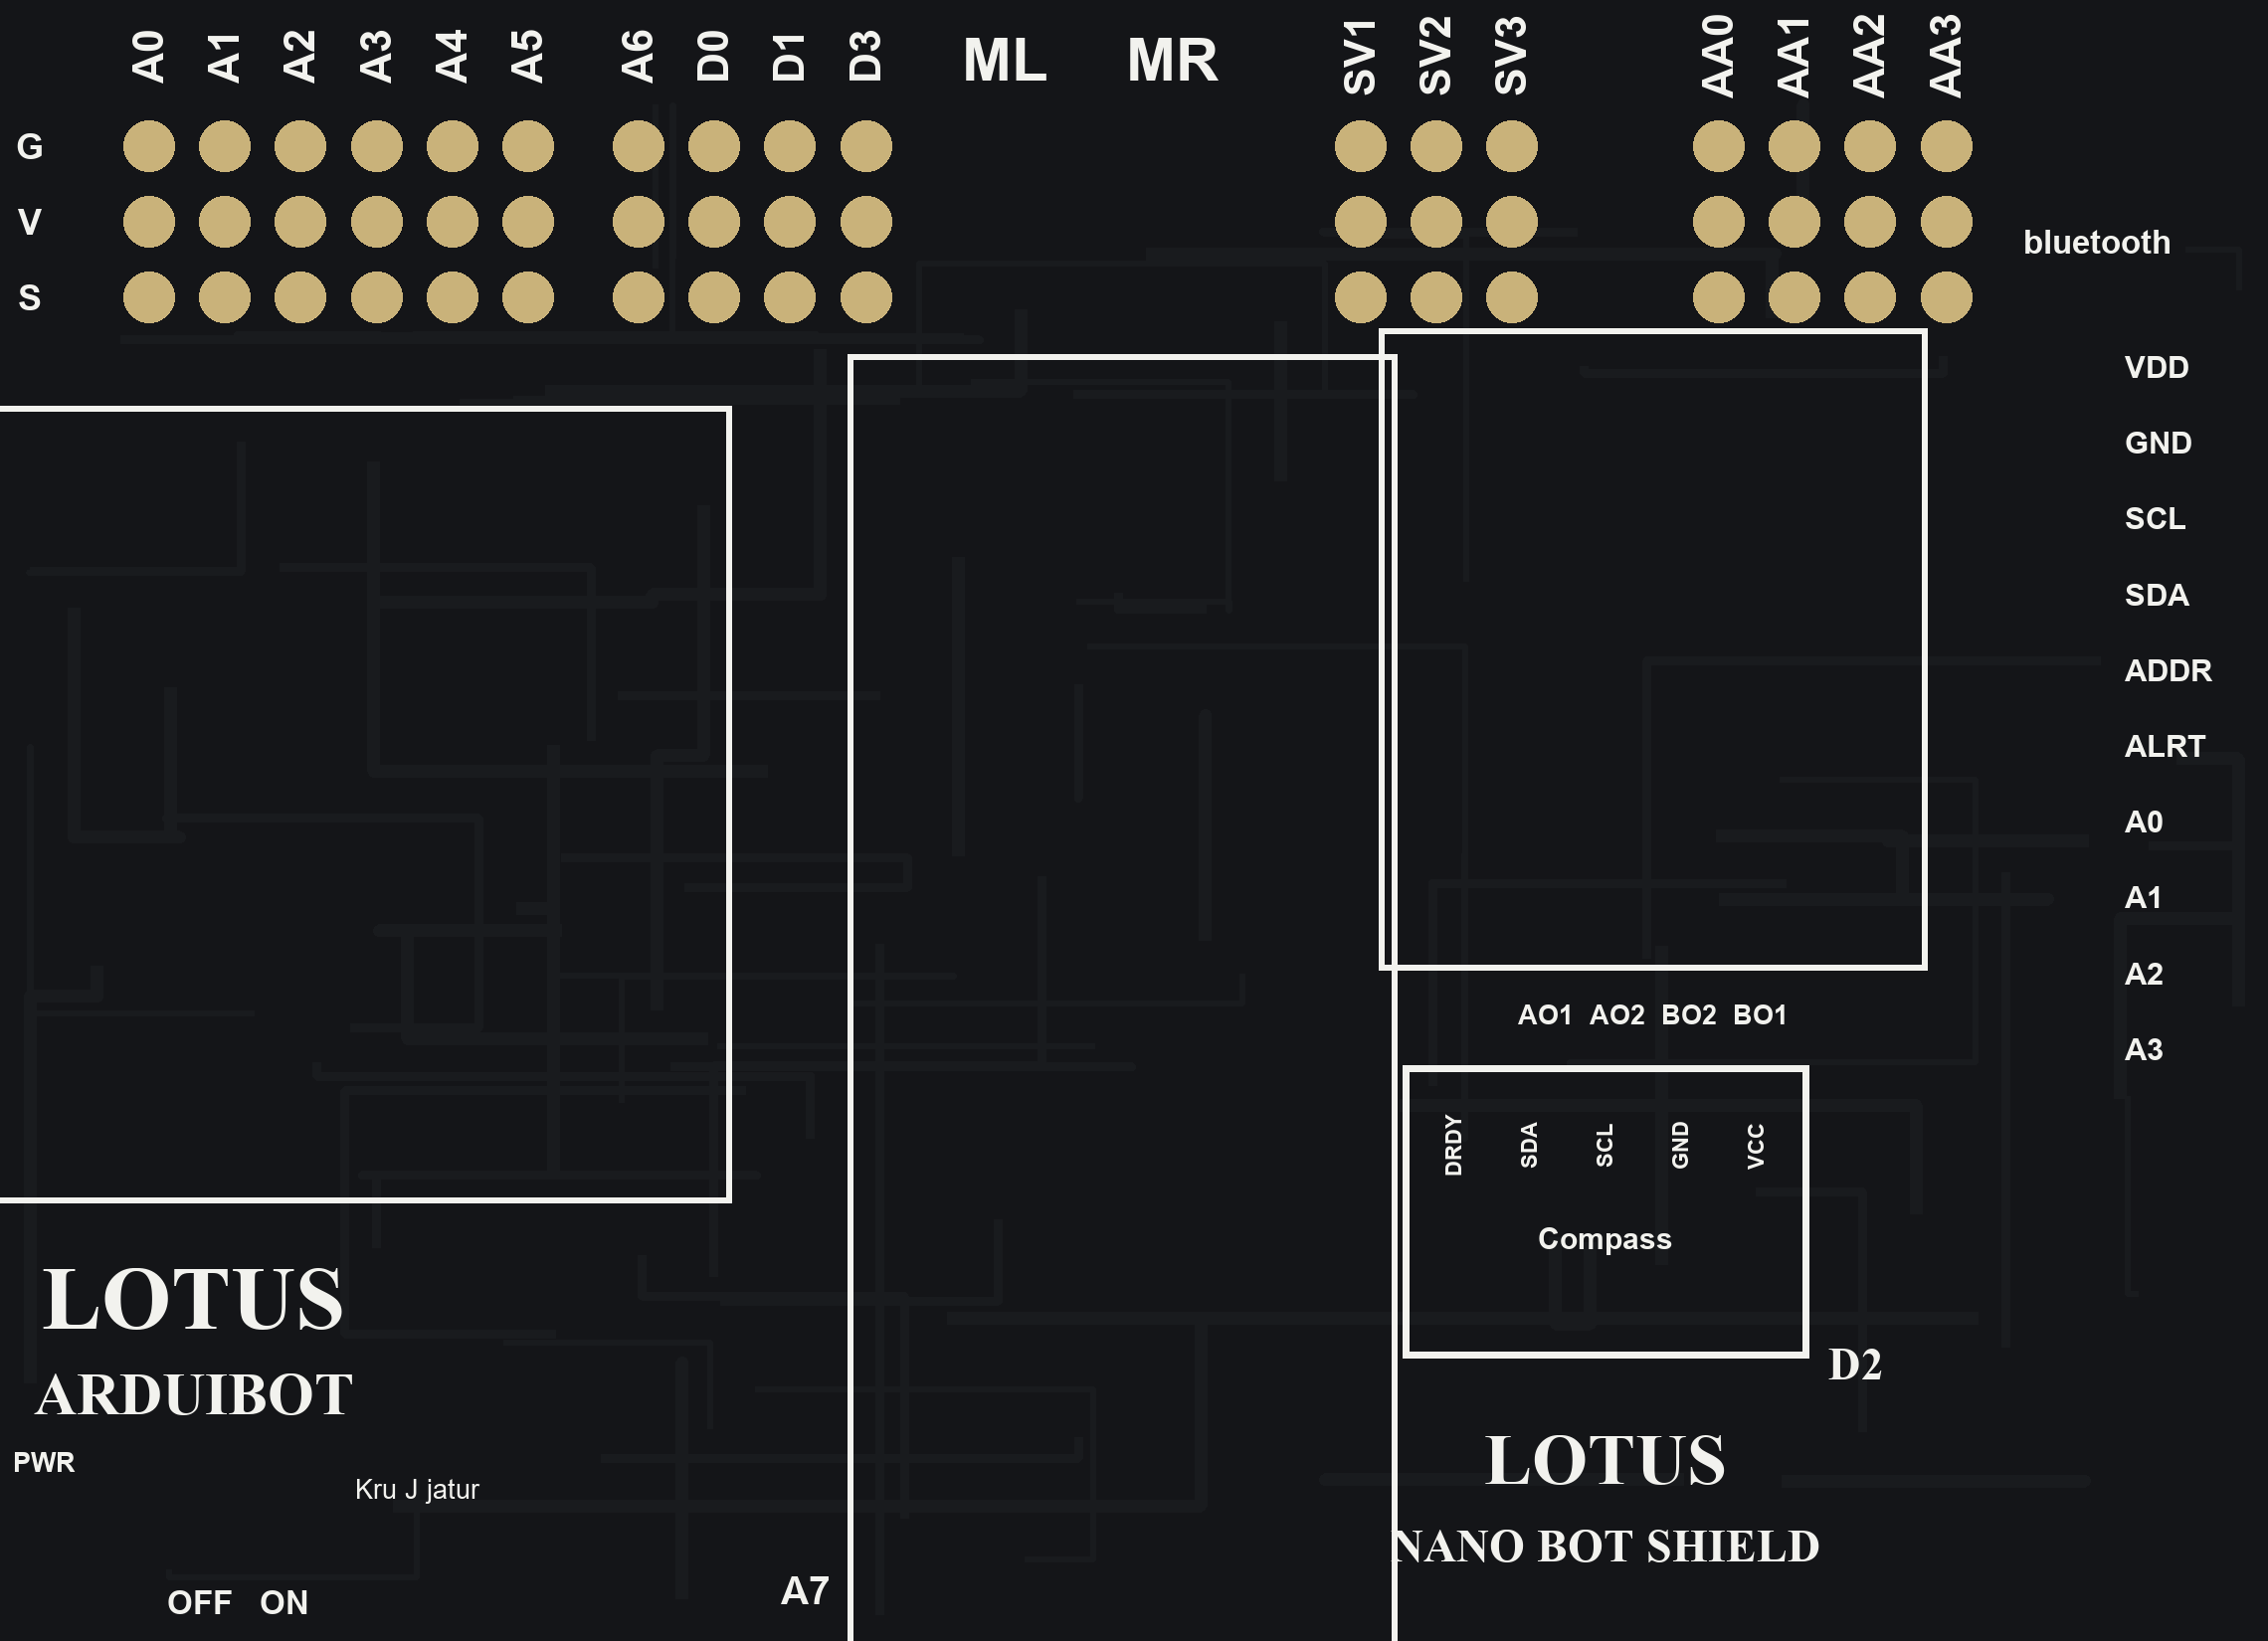 A0 A1 A2 A3 A4 A5 A6 D0 D1 D3 ML MR SV1 SV2 SV3 AA0 AA1 AA2 AA3
G
V
bluetooth
S
VDD
GND
SCL
SDA
ADDR
ALRT
A0
A1
A2
A3
AO1 AO2 BO2 BO1
DRDY SDA SCL GND VCC
Compass
D2
LOTUS
ARDUIBOT
PWR
Kru J jatur
OFF ON
A7
LOTUS
NANO BOT SHIELD